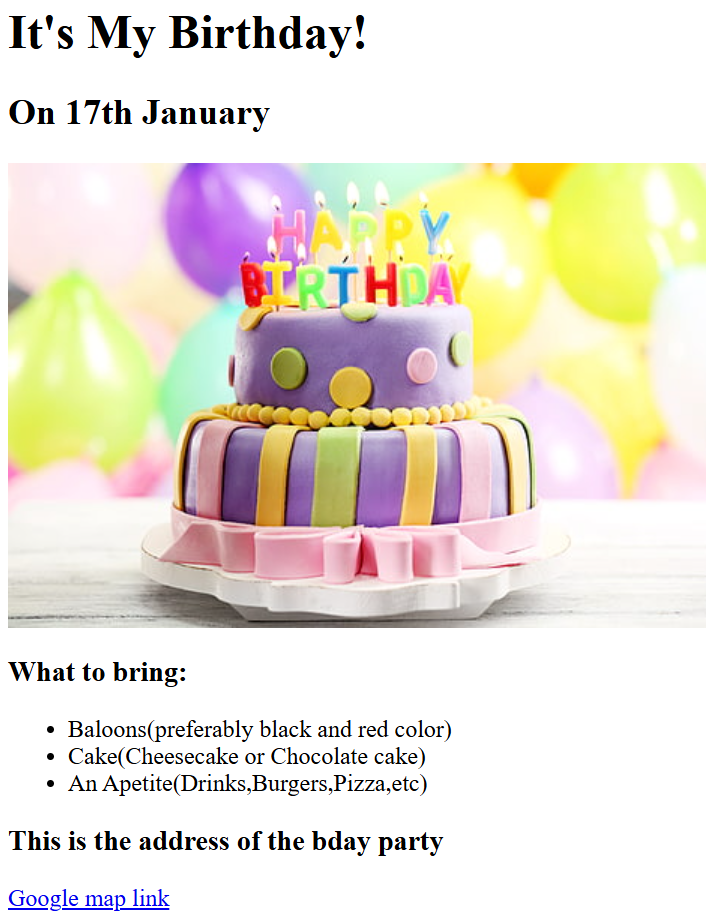 It's My Birthday!
On 17th January
HAPPY
BIRTHDAY
What to bring:
Baloons(preferably black and red color)
Cake(Cheesecake or Chocolate cake)
An Apetite(Drinks,Burgers,Pizza,etc)
This is the address of the bday party
Google map link